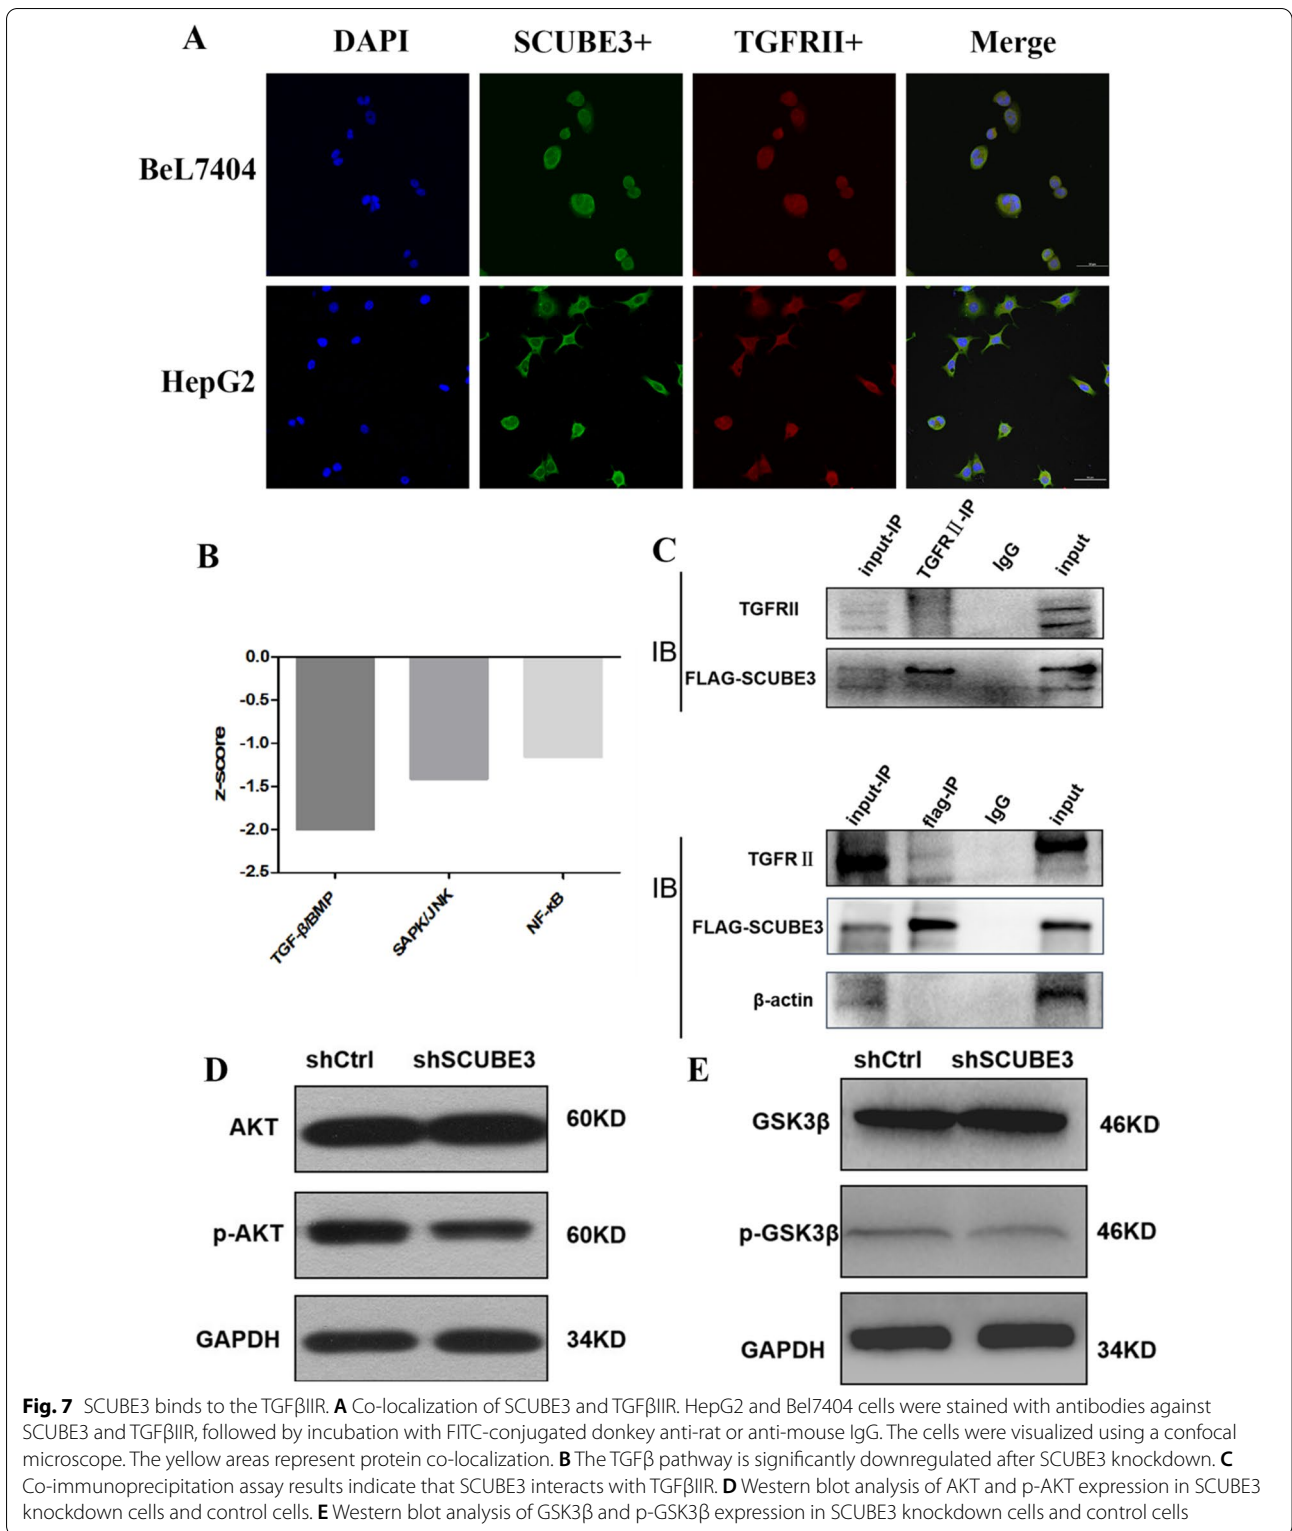 A
DAPI SCUBE3+ TGFRII+ Merge
BeL7404
HepG2
B
0.0
-0.5
-1.0
-1.5
-2.0
-2.5
z-score
TGF-β/BMP SAPK/JNK NF-κB
C
input-IP TGFRⅡ-IP IgG input
IB
TGFRII
FLAG-SCUBE3
input-IP flag-IP IgG input
IB
TGFRⅡ
FLAG-SCUBE3
β-actin
D
shCtrl shSCUBE3
AKT 60KD
p-AKT 60KD
GAPDH 34KD
E
shCtrl shSCUBE3
GSK3β 46KD
p-GSK3β 46KD
GAPDH 34KD
Fig. 7 SCUBE3 binds to the TGFβIIR. A Co-localization of SCUBE3 and TGFβIIR. HepG2 and Bel7404 cells were stained with antibodies against
SCUBE3 and TGFβIIR, followed by incubation with FITC-conjugated donkey anti-rat or anti-mouse IgG. The cells were visualized using a confocal
microscope. The yellow areas represent protein co-localization. B The TGFβ pathway is significantly downregulated after SCUBE3 knockdown. C
Co-immunoprecipitation assay results indicate that SCUBE3 interacts with TGFβIIR. D Western blot analysis of AKT and p-AKT expression in SCUBE3
knockdown cells and control cells. E Western blot analysis of GSK3β and p-GSK3β expression in SCUBE3 knockdown cells and control cells